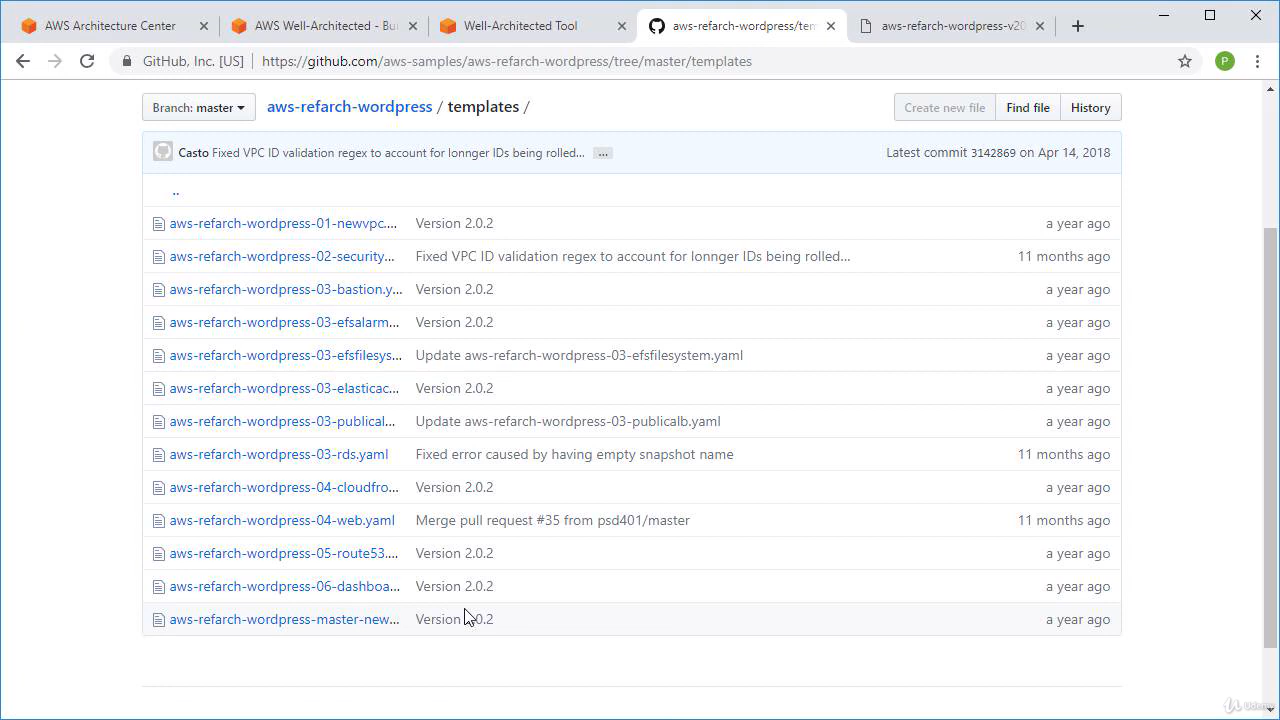 AWS Architecture Center
AWS Well-Architected - Bui
Well-Architected Tool
aws-refarch-wordpress/tem
aws-refarch-wordpress-v20
GitHub, Inc. [US] | https://github.com/aws-samples/aws-refarch-wordpress/tree/master/templates
P
Branch: master
aws-refarch-wordpress / templates /
Create new file
Find file
History
Casto Fixed VPC ID validation regex to account for lonnger IDs being rolled... ...
Latest commit 3142869 on Apr 14, 2018
..
aws-refarch-wordpress-01-newvpc.... Version 2.0.2 a year ago
aws-refarch-wordpress-02-security... Fixed VPC ID validation regex to account for lonnger IDs being rolled... 11 months ago
aws-refarch-wordpress-03-bastion.y... Version 2.0.2 a year ago
aws-refarch-wordpress-03-efsalarm... Version 2.0.2 a year ago
aws-refarch-wordpress-03-efsfilesys... Update aws-refarch-wordpress-03-efsfilesystem.yaml a year ago
aws-refarch-wordpress-03-elasticac... Version 2.0.2 a year ago
aws-refarch-wordpress-03-publical... Update aws-refarch-wordpress-03-publicalb.yaml a year ago
aws-refarch-wordpress-03-rds.yaml Fixed error caused by having empty snapshot name 11 months ago
aws-refarch-wordpress-04-cloudfro... Version 2.0.2 a year ago
aws-refarch-wordpress-04-web.yaml Merge pull request #35 from psd401/master 11 months ago
aws-refarch-wordpress-05-route53.... Version 2.0.2 a year ago
aws-refarch-wordpress-06-dashboa... Version 2.0.2 a year ago
aws-refarch-wordpress-master-new... Version 2.0.2 a year ago
Udemy